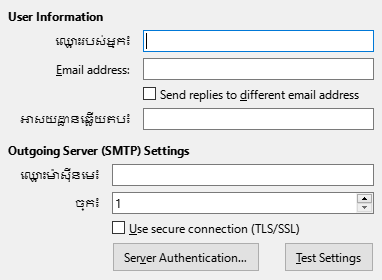 User Information
ឈ្មោះរបស់អ្នក៖
Email address:
Send replies to different email address
អាសយដ្ឋានឆ្លើយតប៖
Outgoing Server (SMTP) Settings
ឈ្មោះម៉ាស៊ីនមេ៖
ច្រក៖
1
Use secure connection (TLS/SSL)
Server Authentication...
Test Settings